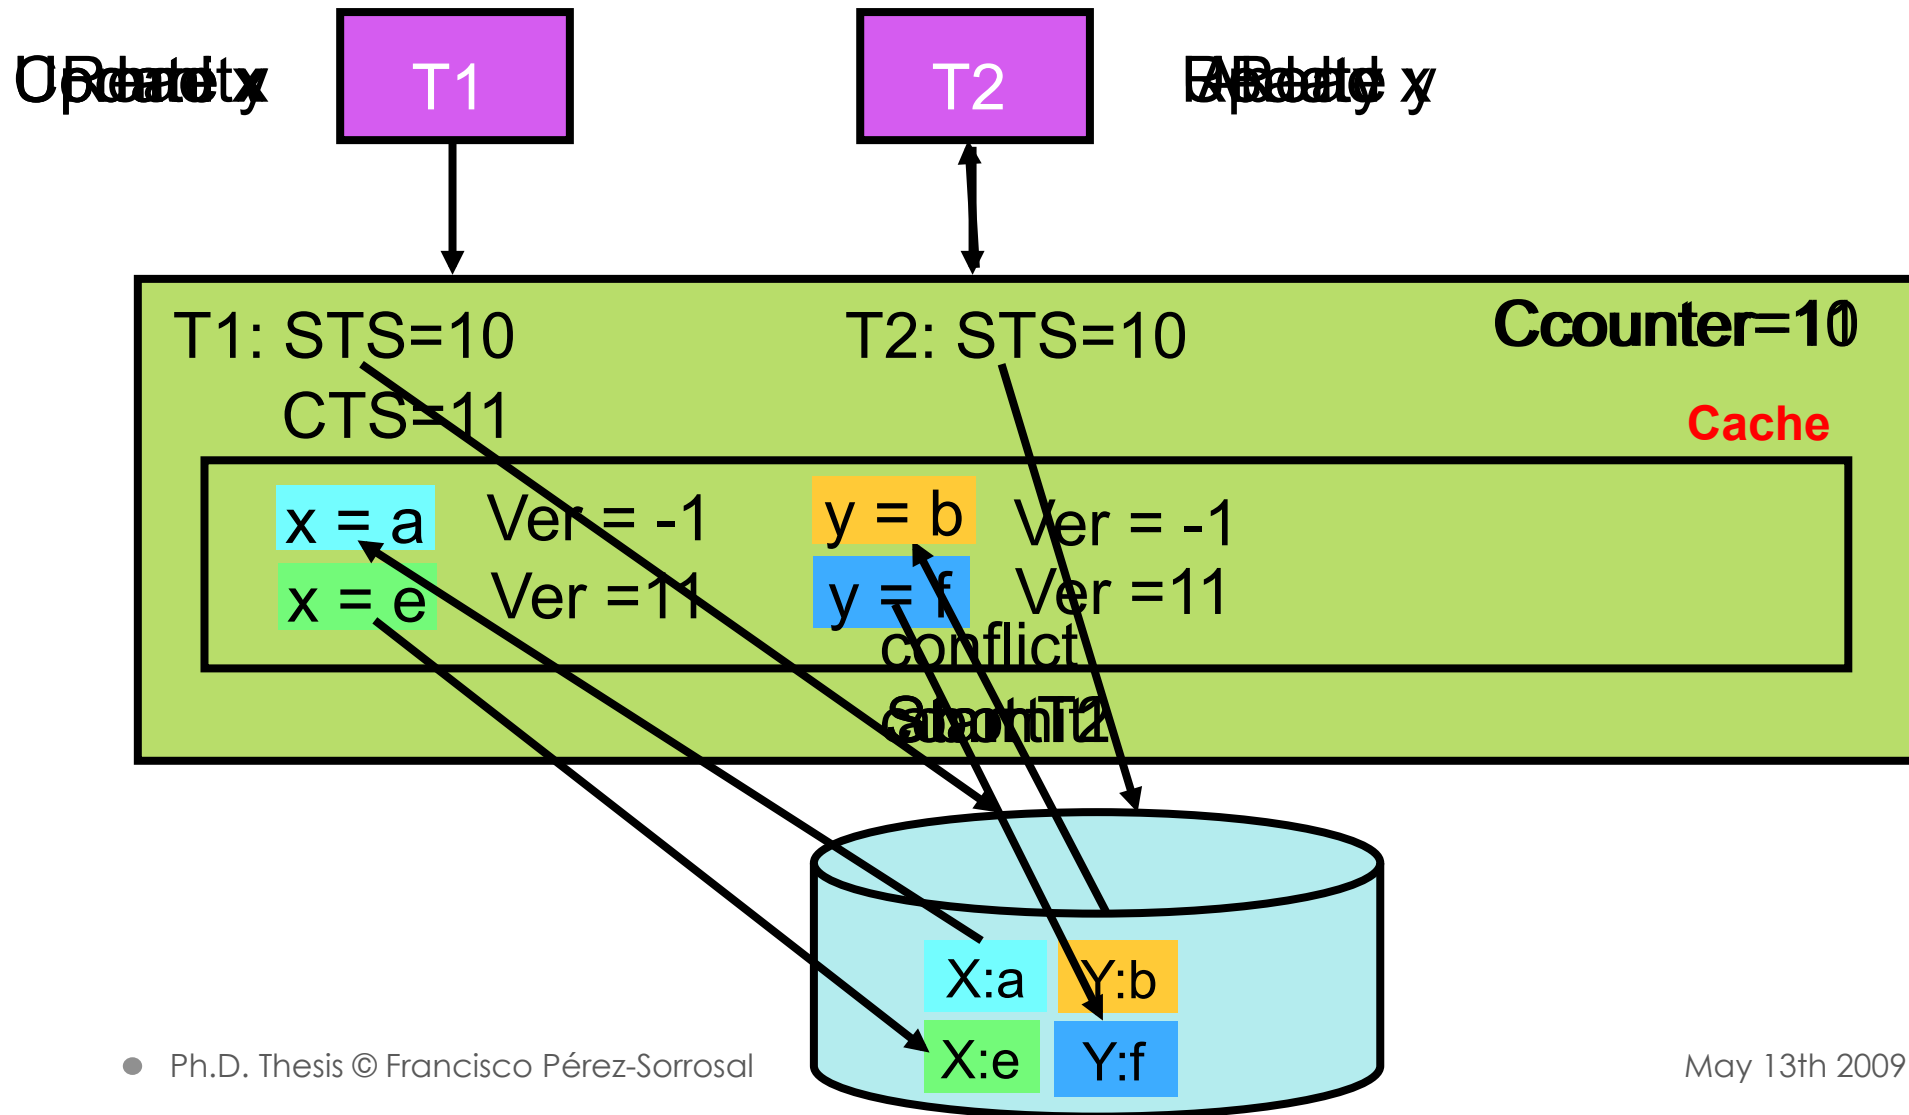 T1
T2
T1: STS=10
T2: STS=10
CTS=11
Cache
x = a
Ver = -1
y = b
Ver = -1
x = e
Ver =11
y = f
Ver =11
conflict
X:a
Y:b
X:e
Y:f
Ph.D. Thesis © Francisco Pérez-Sorrosal
May 13th 2009